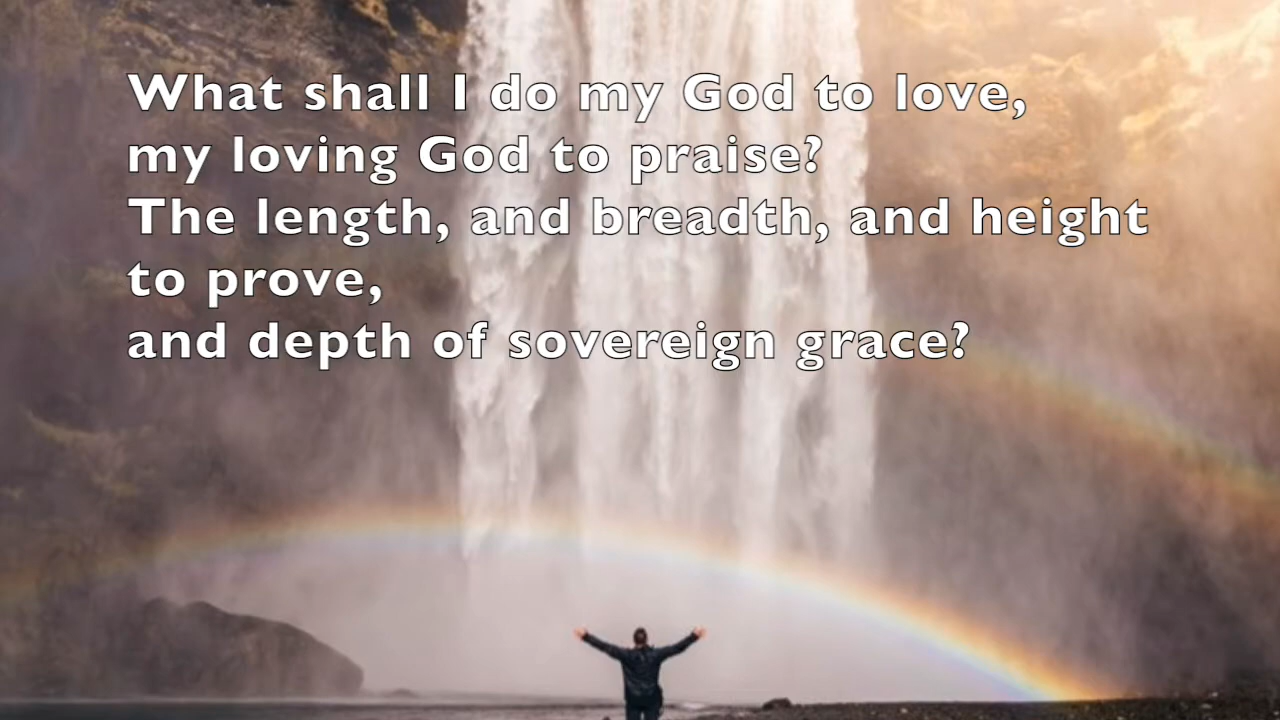 What shall I do my God to love,
my loving God to praise?
The length, and breadth, and height
to prove,
and depth of sovereign grace?